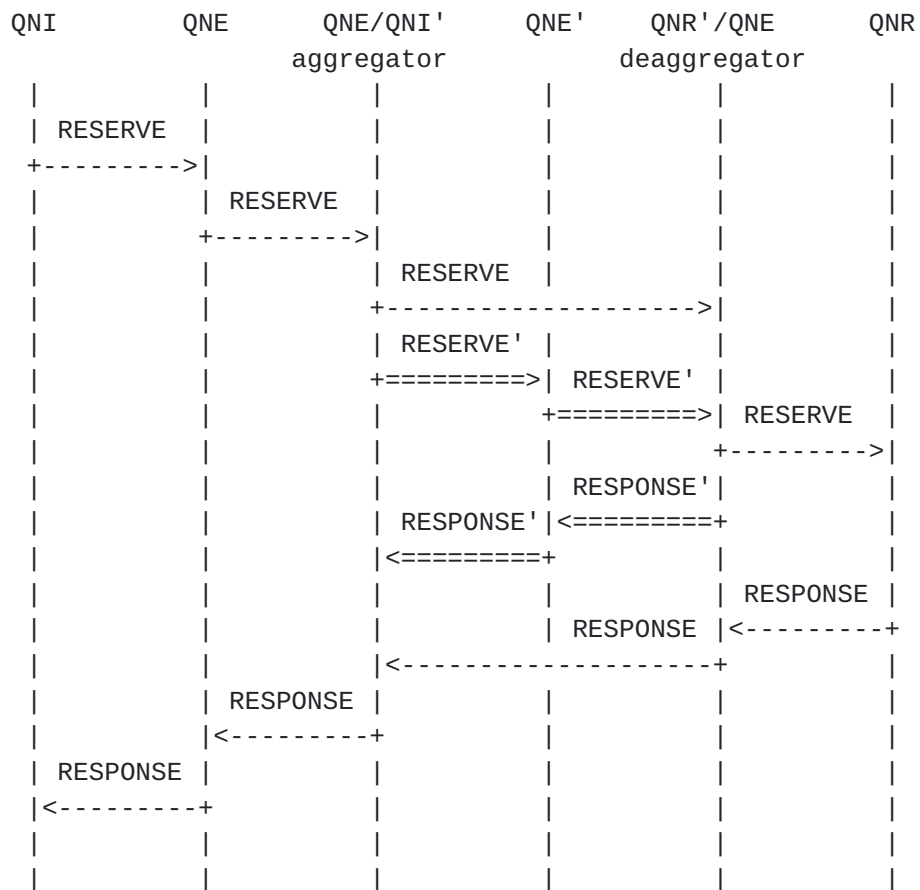 QNI QNE QNE/QNI' QNE' QNR'/QNE QNR
aggregator deaggregator
RESERVE
RESERVE
RESERVE
RESERVE'
RESERVE'
RESERVE
RESPONSE'
RESPONSE'
RESPONSE
RESPONSE
RESPONSE
RESPONSE